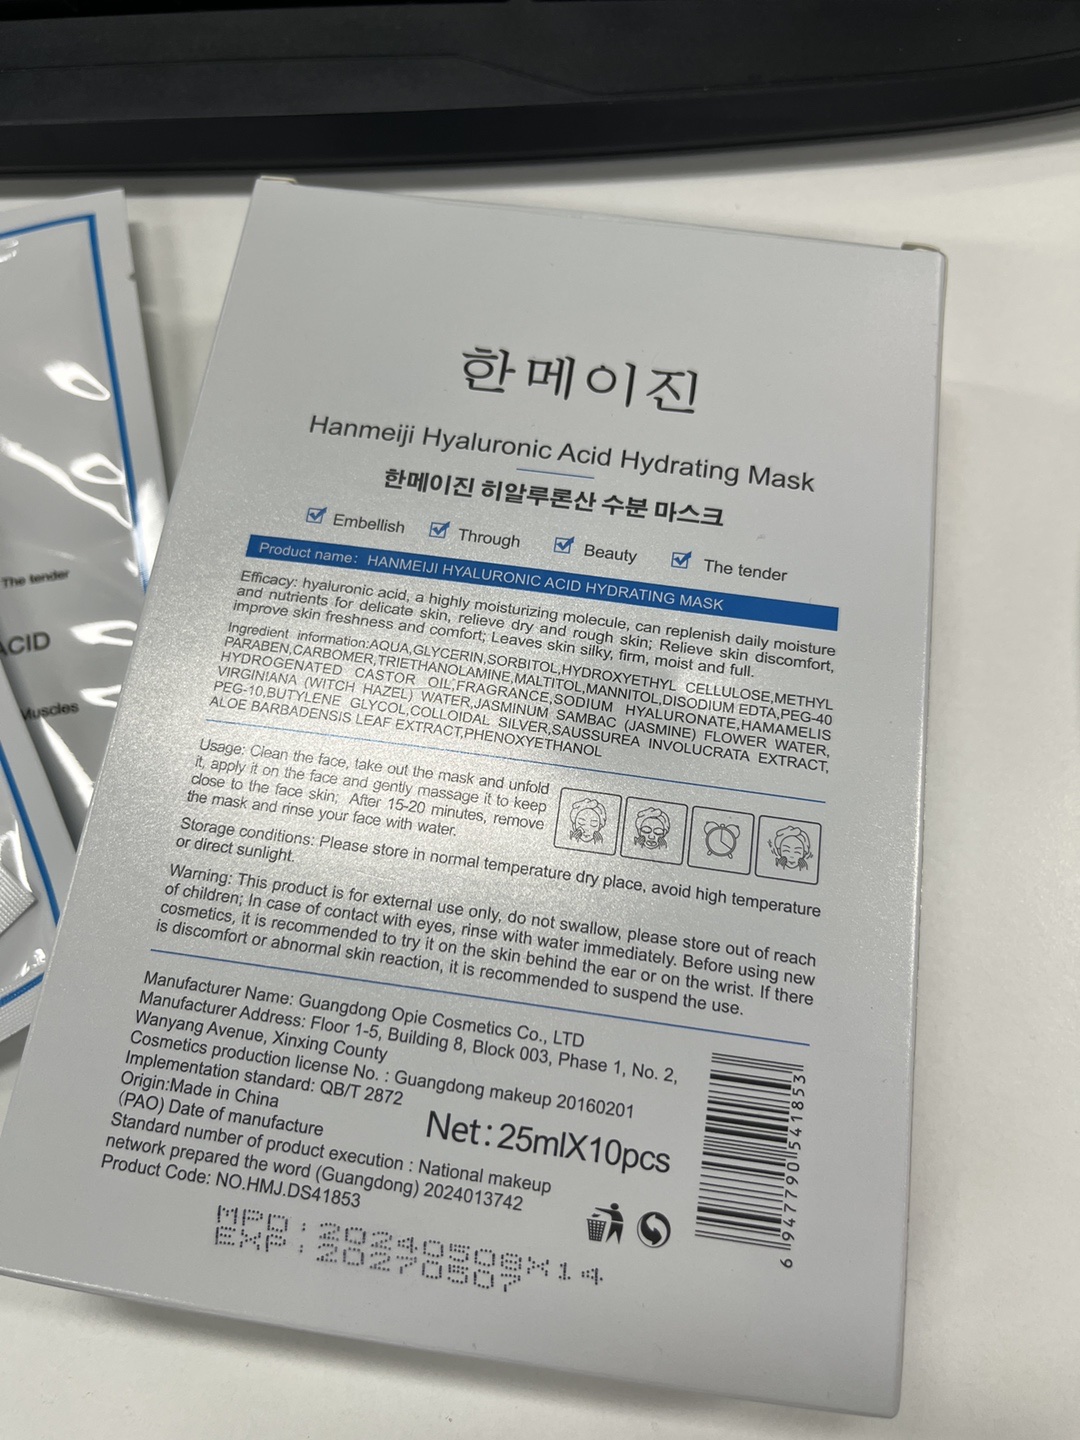 한메이진
Hanmeiji Hyaluronic Acid Hydrating Mask
한메이진 히알루론산 수분 마스크
Embellish Through Beauty The tender
Product name: HANMEIJI HYALURONIC ACID HYDRATING MASK
Efficacy: hyaluronic acid, a highly moisturizing molecule, can replenish daily moisture
and nutrients for delicate skin, relieve dry and rough skin; Relieve skin discomfort,
improve skin freshness and comfort; Leaves skin silky, firm, moist and full.
Ingredient information:AQUA,GLYCERIN,SORBITOL,HYDROXYETHYL CELLULOSE,METHYL
PARABEN,CARBOMER,TRIETHANOLAMINE,MALTITOL,MANNITOL,DISODIUM EDTA,PEG-40
HYDROGENATED CASTOR OIL,FRAGRANCE,SODIUM HYALURONATE,HAMAMELIS
VIRGINIANA (WITCH HAZEL) WATER,JASMINUM SAMBAC (JASMINE) FLOWER WATER,
PEG-10,BUTYLENE GLYCOL,COLLOIDAL SILVER,SAUSSUREA INVOLUCRATA EXTRACT,
ALOE BARBADENSIS LEAF EXTRACT,PHENOXYETHANOL
Usage: Clean the face, take out the mask and unfold
it, apply it on the face and gently massage it to keep
close to the face skin. After 15-20 minutes, remove
the mask and rinse your face with water.
Storage conditions: Please store in normal temperature dry place, avoid high temperature
or direct sunlight.
Warning: This product is for external use only, do not swallow, please store out of reach
of children; In case of contact with eyes, rinse with water immediately. Before using new
cosmetics, it is recommended to try it on the skin behind the ear or on the wrist. If there
is discomfort or abnormal skin reaction, it is recommended to suspend the use.
Manufacturer Name: Guangdong Opie Cosmetics Co., LTD
Manufacturer Address: Floor 1-5, Building 8, Block 003, Phase 1, No. 2,
Wanyang Avenue, Xinxing County
Cosmetics production license No. : Guangdong makeup 20160201
Implementation standard: QB/T 2872
Origin:Made in China
(PAO) Date of manufacture
Standard number of product execution : National makeup
network prepared the word (Guangdong) 2024013742
Product Code: NO.HMJ.DS41853
Net: 25mlX10pcs
6 947790 541853
MPD: 20240508X14
EXP: 20270507
The tender
ACID
Muscles